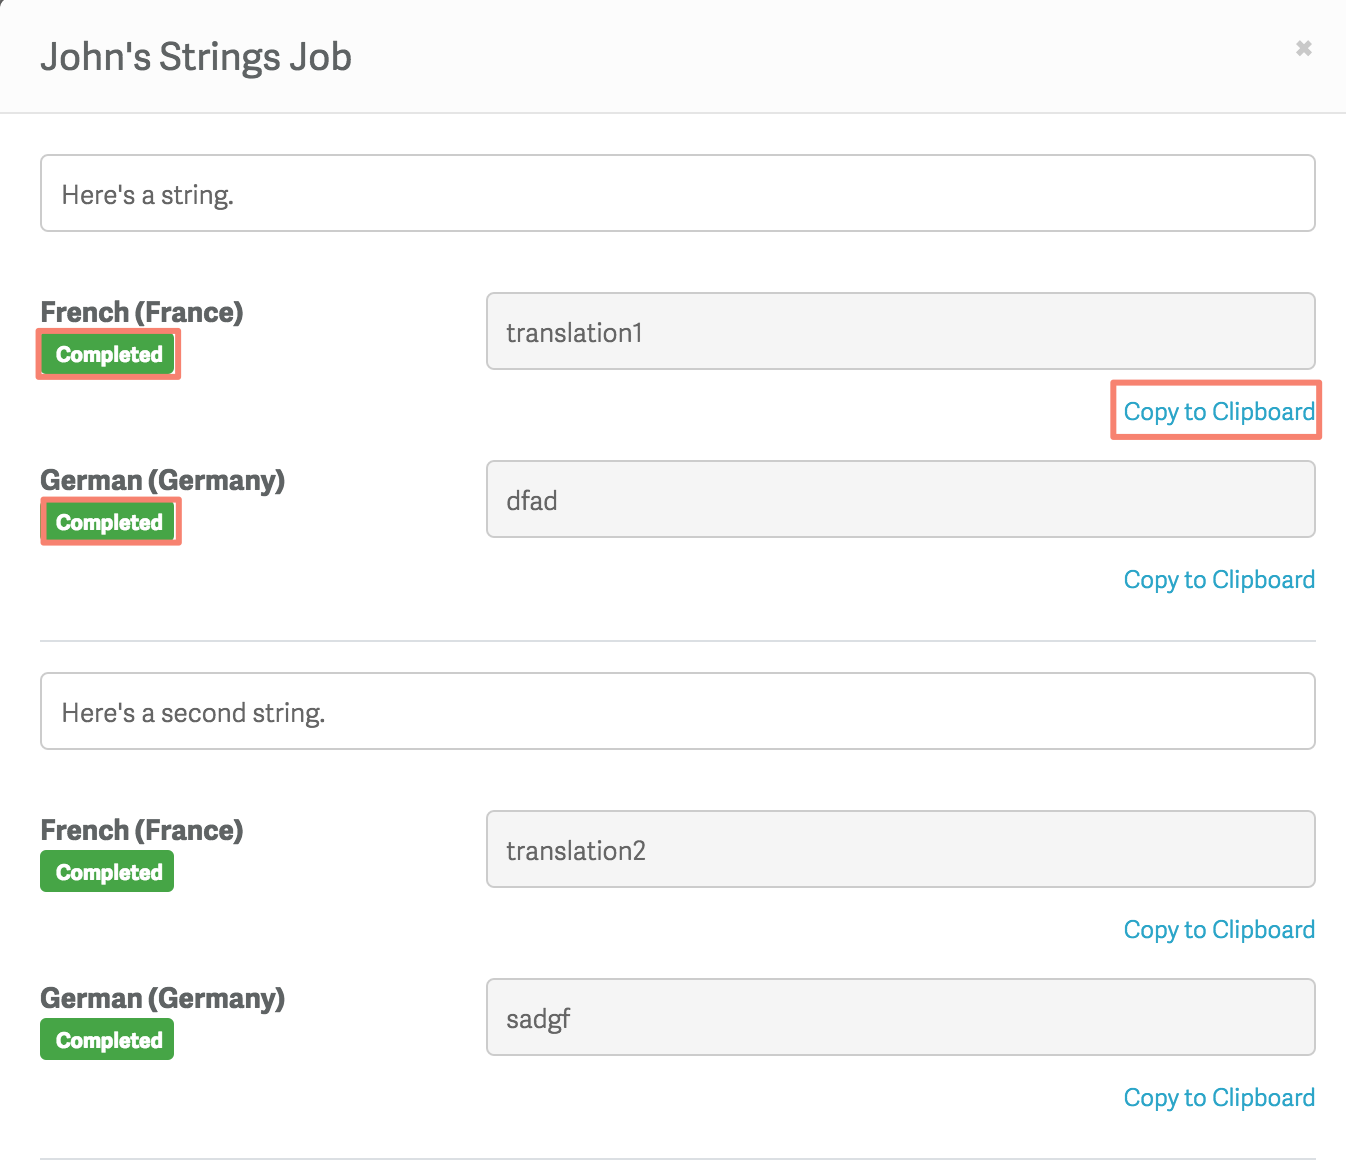 John's Strings Job
Here's a string.
French (France)
Completed
translation1
Copy to Clipboard
German (Germany)
Completed
dfad
Copy to Clipboard
Here's a second string.
French (France)
Completed
translation2
Copy to Clipboard
German (Germany)
Completed
sadgf
Copy to Clipboard